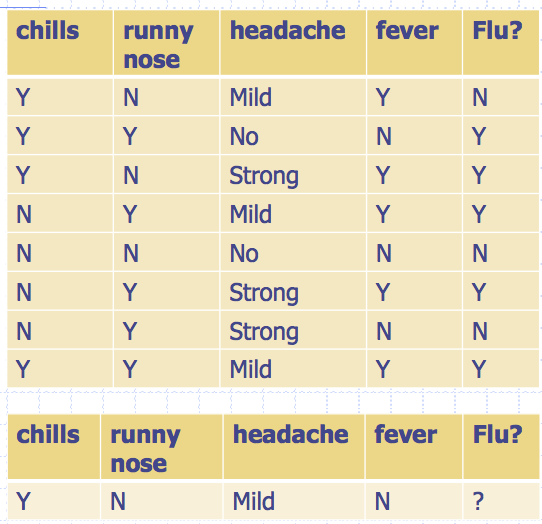 chills runny nose headache fever Flu?
Y N Mild Y N
Y Y No N Y
Y N Strong Y Y
N Y Mild Y Y
N N No N N
N Y Strong Y Y
N Y Strong N N
Y Y Mild Y Y
chills runny nose headache fever Flu?
Y N Mild N ?